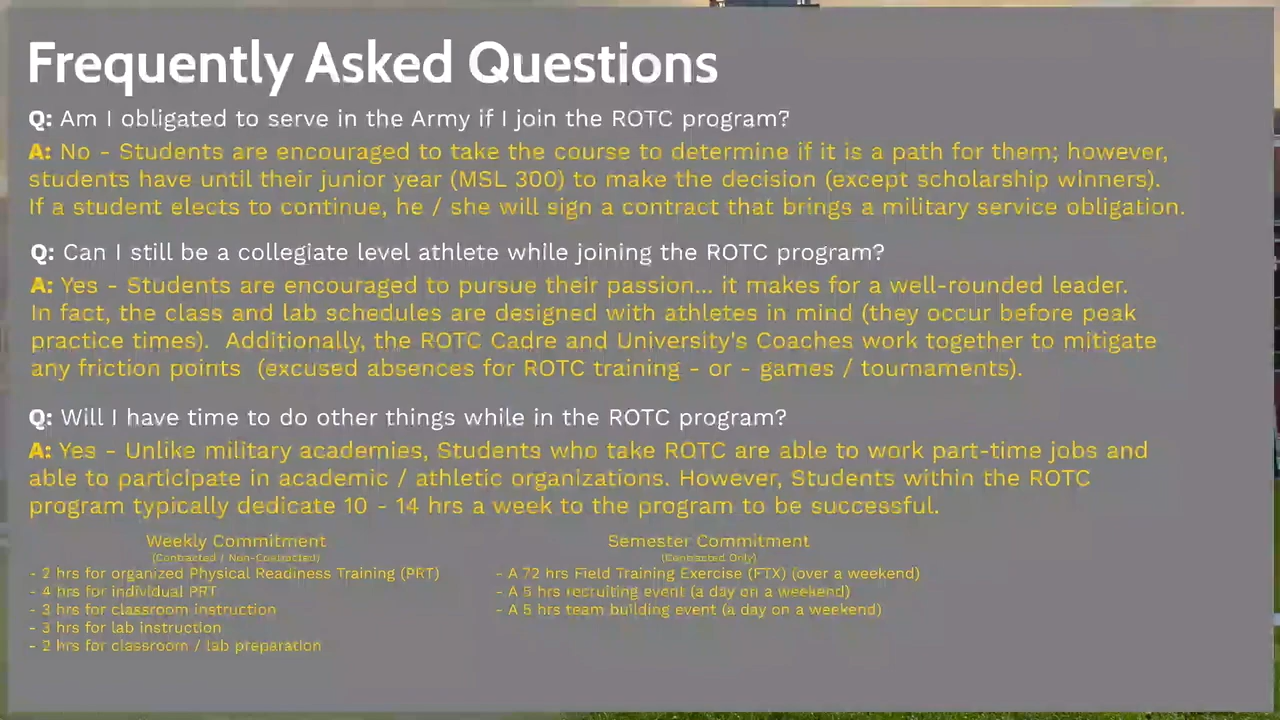 Frequently Asked Questions
Q: Am I obligated to serve in the Army if I join the ROTC program?
A: No - Students are encouraged to take the course to determine if it is a path for them; however,
students have until their junior year (MSL 300) to make the decision (except scholarship winners).
If a student elects to continue, he / she will sign a contract that brings a military service obligation.
Q: Can I still be a collegiate level athlete while joining the ROTC program?
A: Yes - Students are encouraged to pursue their passion... it makes for a well-rounded leader.
In fact, the class and lab schedules are designed with athletes in mind (they occur before peak
practice times). Additionally, the ROTC Cadre and University's Coaches work together to mitigate
any friction points (excused absences for ROTC training - or - games / tournaments).
Q: Will I have time to do other things while in the ROTC program?
A: Yes - Unlike military academies, Students who take ROTC are able to work part-time jobs and
able to participate in academic / athletic organizations. However, Students within the ROTC
program typically dedicate 10 - 14 hrs a week to the program to be successful.
Weekly Commitment
(Contracted / Non-Contracted)
- 2 hrs for organized Physical Readiness Training (PRT)
- 4 hrs for individual PRT
- 3 hrs for classroom instruction
- 3 hrs for lab instruction
- 2 hrs for classroom / lab preparation
Semester Commitment
(Contracted Only)
- A 72 hrs Field Training Exercise (FTX) (over a weekend)
- A 5 hrs recruiting event (a day on a weekend)
- A 5 hrs team building event (a day on a weekend)